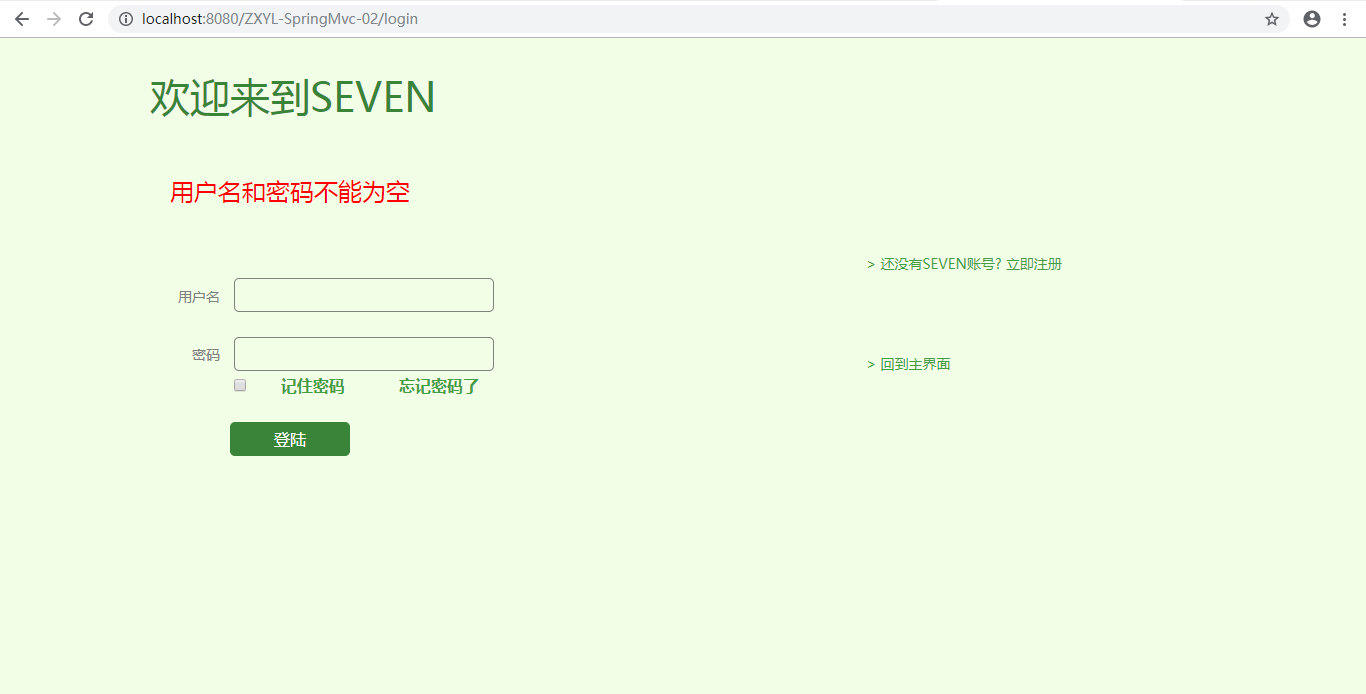 localhost:8080/ZXYL-SpringMvc-02/login
欢迎来到SEVEN
用户名和密码不能为空
> 还没有SEVEN账号? 立即注册
用户名
密码
> 回到主界面
记住密码 忘记密码了
登陆